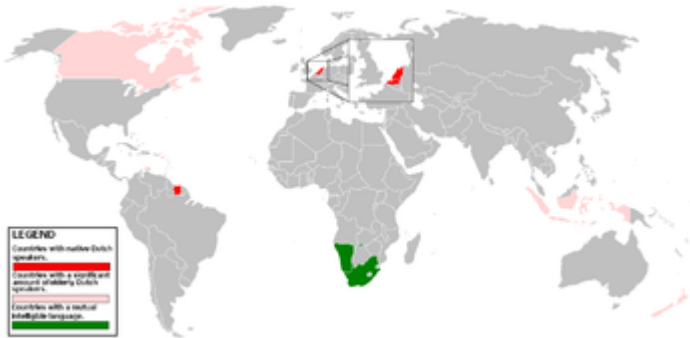 LEGEND
Countries with native Dutch
speakers.
Countries with a significant
amount of elderly Dutch
speakers.
Countries with a mutual
intelligible language.